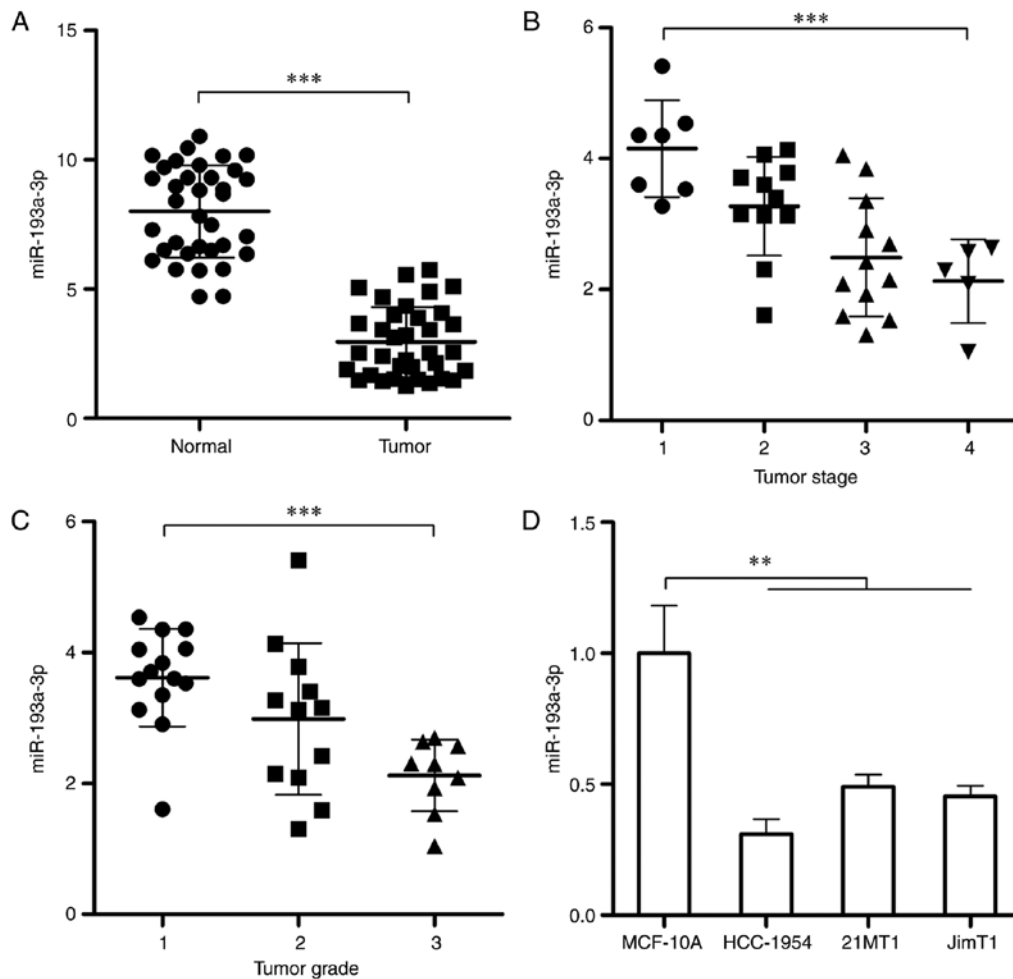 A
15
10
5
0
miR-193a-3p
***
Normal
Tumor
B
6
4
2
0
miR-193a-3p
***
1
2
3
4
Tumor stage
C
6
4
2
0
miR-193a-3p
***
1
2
3
Tumor grade
D
1.5
1.0
0.5
0.0
miR-193a-3p
**
MCF-10A
HCC-1954
21MT1
JimT1